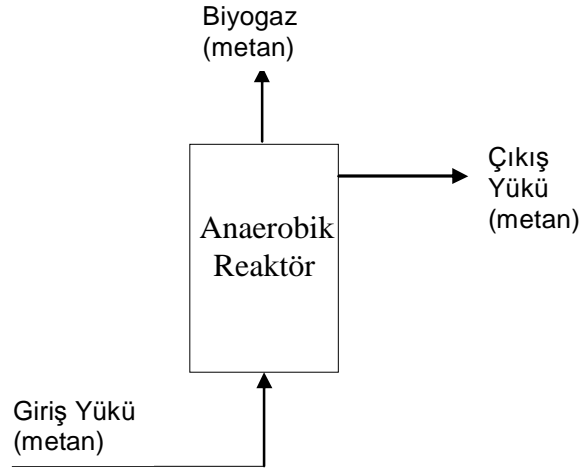 Biyogaz
(metan)
Çıkış
Yükü
(metan)
Anaerobik
Reaktör
Giriş Yükü
(metan)